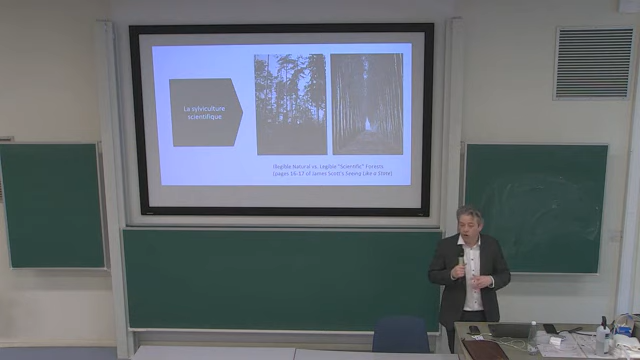 La sylviculture
scientifique
Illegible Natural vs. Legible "Scientific" Forests
(pages 16-17 of James Scott's Seeing Like a State)